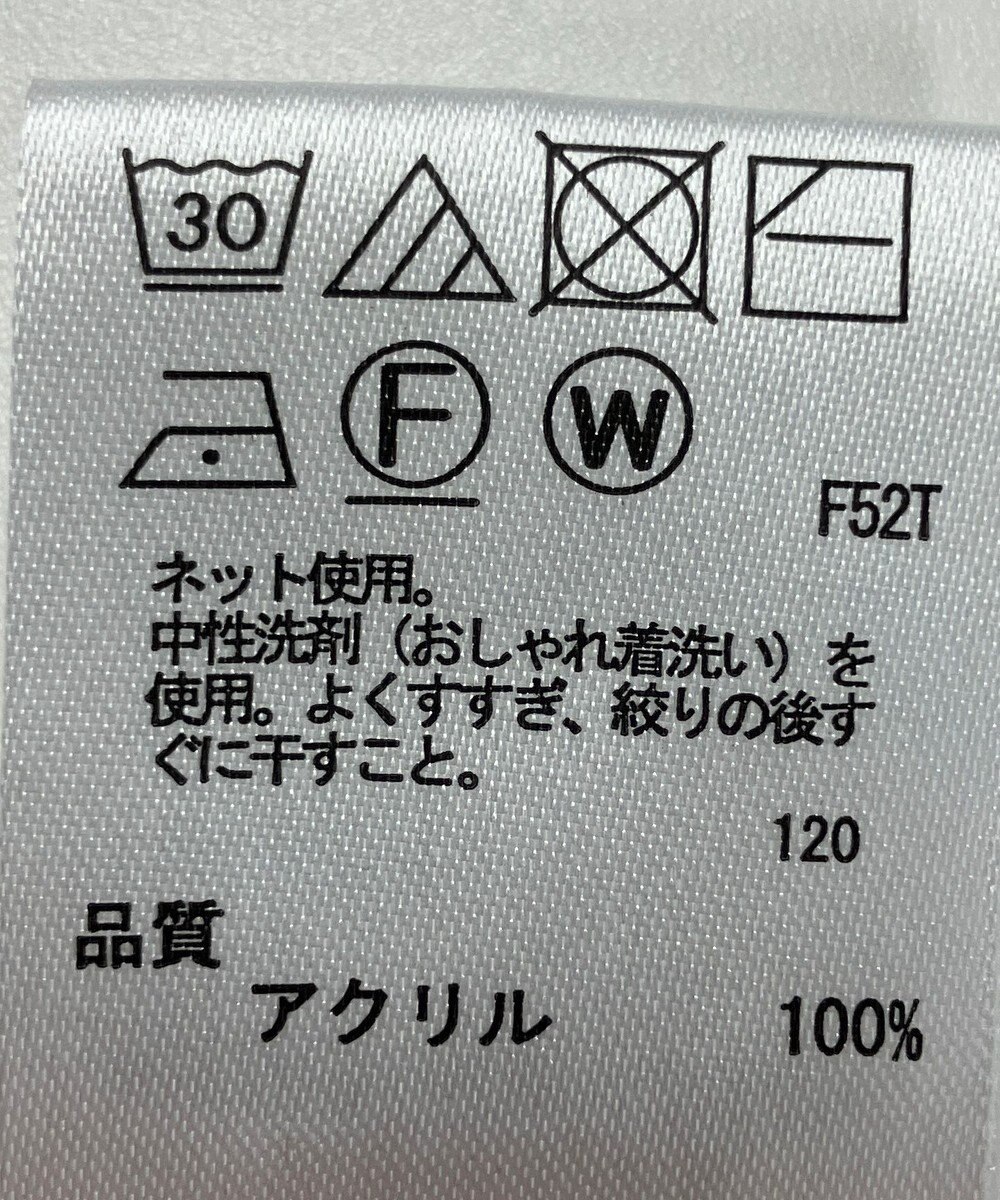 30
F W
F52T
ネット使用。
中性洗剤（おしゃれ着洗い）を
使用。よくすすぎ、絞りの後す
ぐに干すこと。
120
品質
アクリル 100%